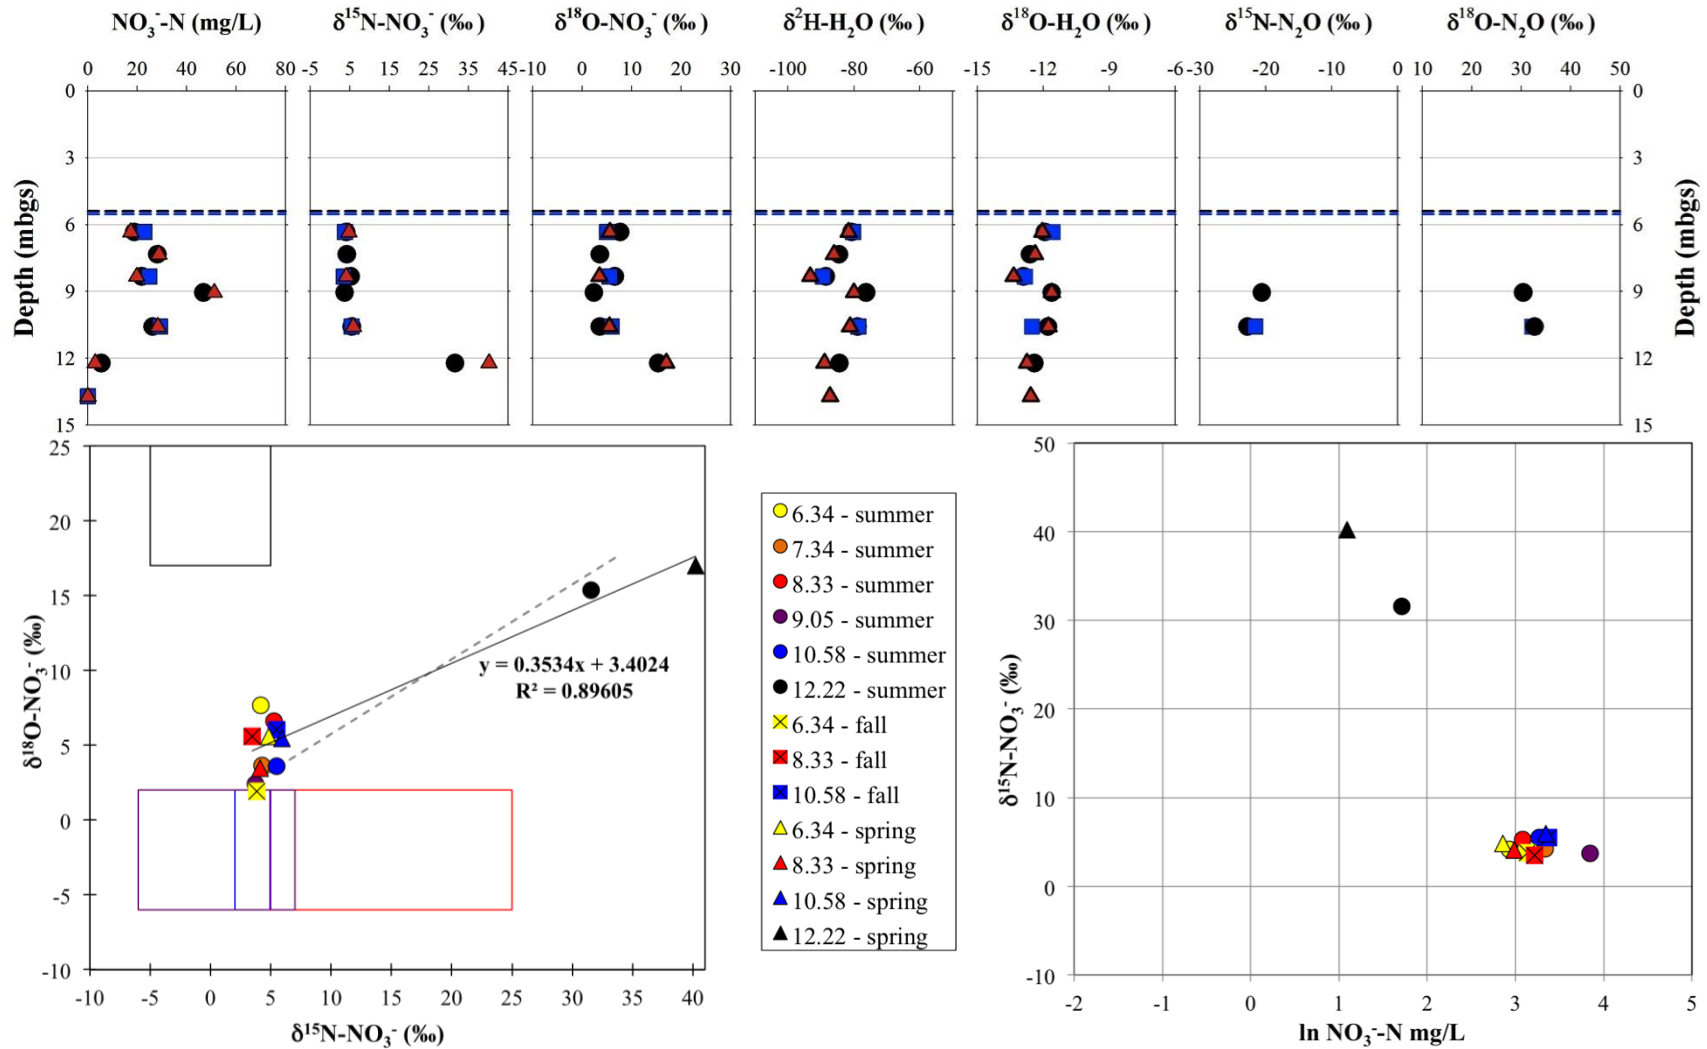 NO₃⁻-N (mg/L) δ¹⁵N-NO₃⁻ (‰) δ¹⁸O-NO₃⁻ (‰) δ²H-H₂O (‰) δ¹⁸O-H₂O (‰) δ¹⁵N-N₂O (‰) δ¹⁸O-N₂O (‰)
0 20 40 60 80 -5 5 15 25 35 45 -10 0 10 20 30 -100 -80 -60 -15 -12 -9 -6 -30 -20 -10 0 10 20 30 40 50
0 0
3 3
6 6
9 9
12 12
15 15
Depth (mbgs)
Depth (mbgs)
25
20
15
10
5
0
-5
-10
-10 -5 0 5 10 15 20 25 30 35 40
δ¹⁸O-NO₃⁻ (‰)
δ¹⁵N-NO₃⁻ (‰)
y = 0.3534x + 3.4024
R² = 0.89605
6.34 - summer
7.34 - summer
8.33 - summer
9.05 - summer
10.58 - summer
12.22 - summer
6.34 - fall
8.33 - fall
10.58 - fall
6.34 - spring
8.33 - spring
10.58 - spring
12.22 - spring
50
40
30
20
10
0
-10
-2 -1 0 1 2 3 4 5
δ¹⁵N-NO₃⁻ (‰)
ln NO₃⁻-N mg/L